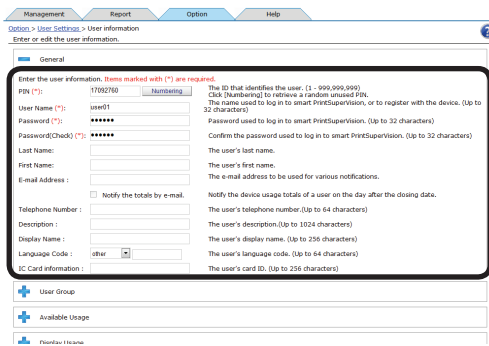 Management Report Option Help
Option > User Settings > User information
Enter or edit the user information.
General
Enter the user information. Items marked with (*) are required.
PIN (*): 17092760 Numbering The ID that identifies the user. (1 - 999,999,999)
Click [Numbering] to retrieve a random unused PIN.
User Name (*): user01 The name used to log in to smart PrintSuperVision, or to register with the device. (Up to
32 characters)
Password (*): •••••• Password used to log in to smart PrintSuperVision. (Up to 32 characters)
Password(Check) (*): •••••• Confirm the password used to log in to smart PrintSuperVision. (Up to 32 characters)
Last Name: The user's last name.
First Name: The user's first name.
E-mail Address : The e-mail address to be used for various notifications.
Notify the totals by e-mail. Notify the device usage totals of a user on the day after the closing date.
Telephone Number : The user's telephone number.(Up to 64 characters)
Description : The user's description.(Up to 1024 characters)
Display Name : The user's display name. (Up to 256 characters)
Language Code : other The user's language code. (Up to 64 characters)
IC Card information : The user's card ID. (Up to 256 characters)
User Group
Available Usage
Display Usage